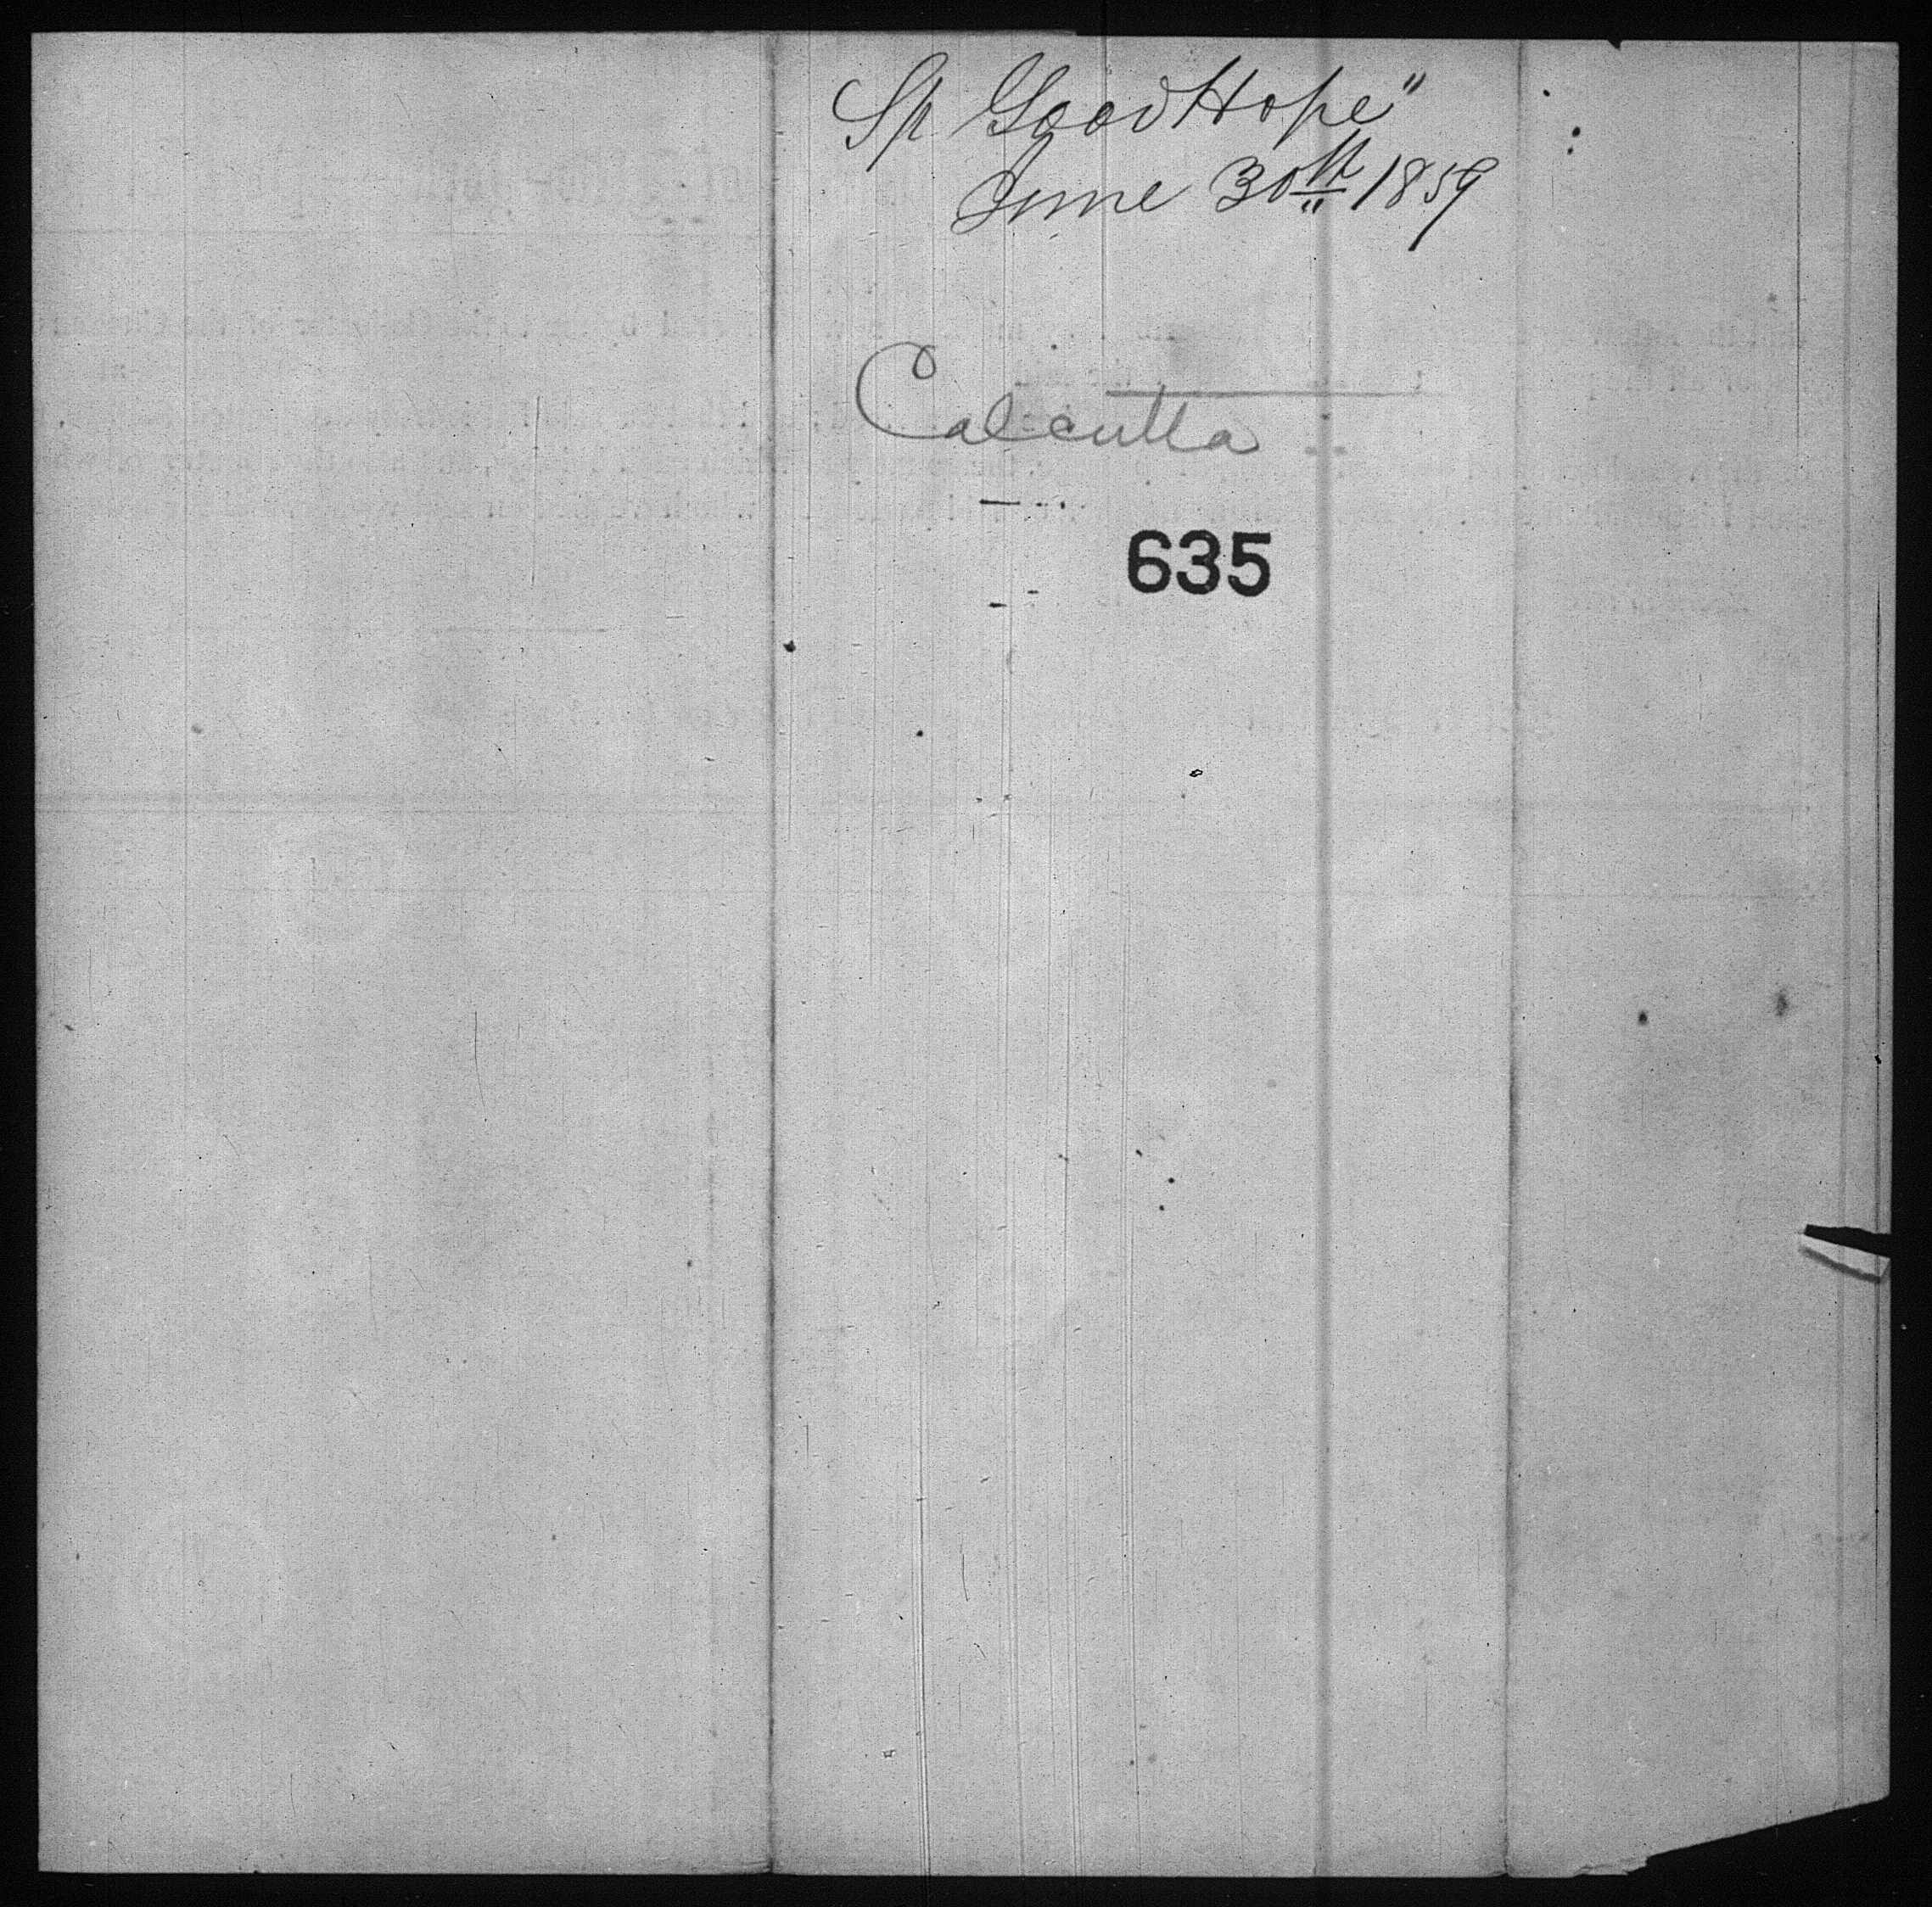 Sp Good Hope"
June 30th 1859
Calcutta
635